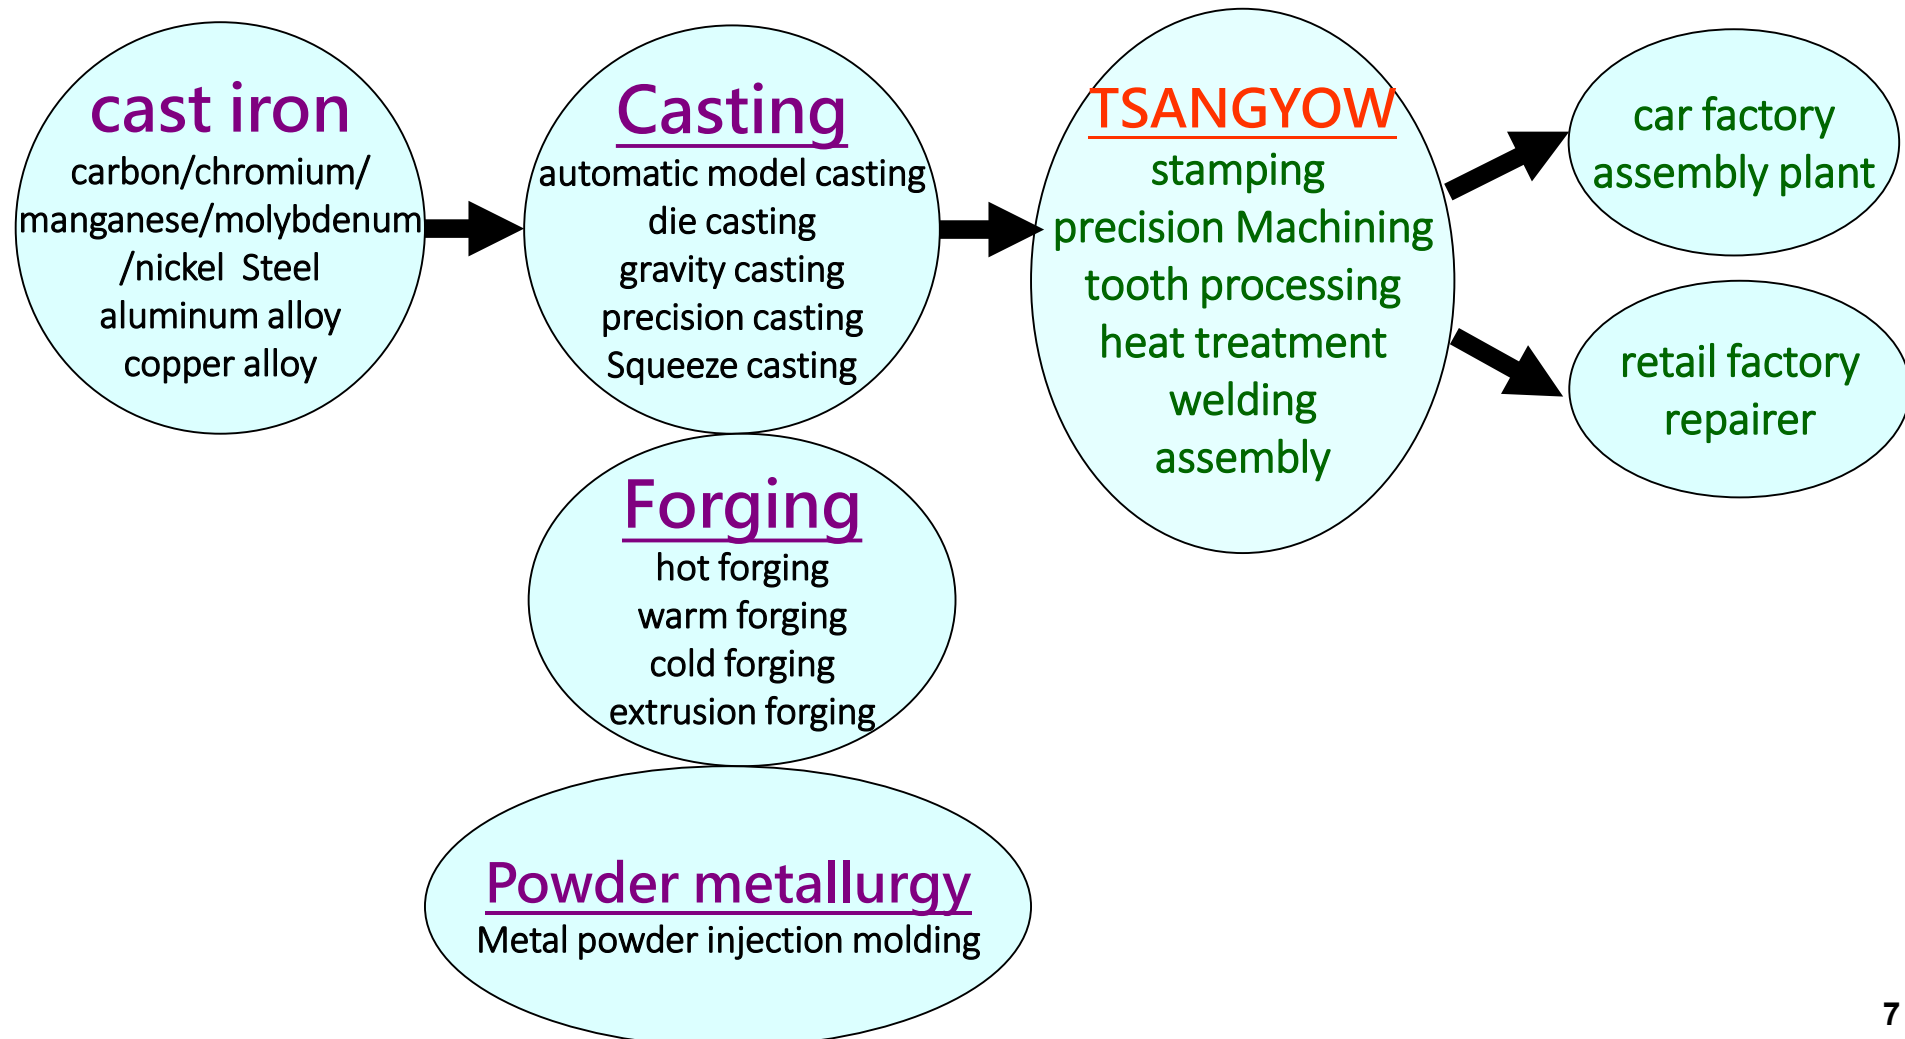 cast iron
carbon/chromium/
manganese/molybdenum
/nickel  Steel
aluminum alloy
copper alloy
Casting
automatic model casting
die casting
gravity casting
precision casting
Squeeze casting
Forging
hot forging
warm forging
cold forging
extrusion forging
Powder metallurgy
Metal powder injection molding
TSANGYOW
stamping
precision Machining
tooth processing
heat treatment
welding
assembly
car factory
assembly plant
retail factory
repairer
7